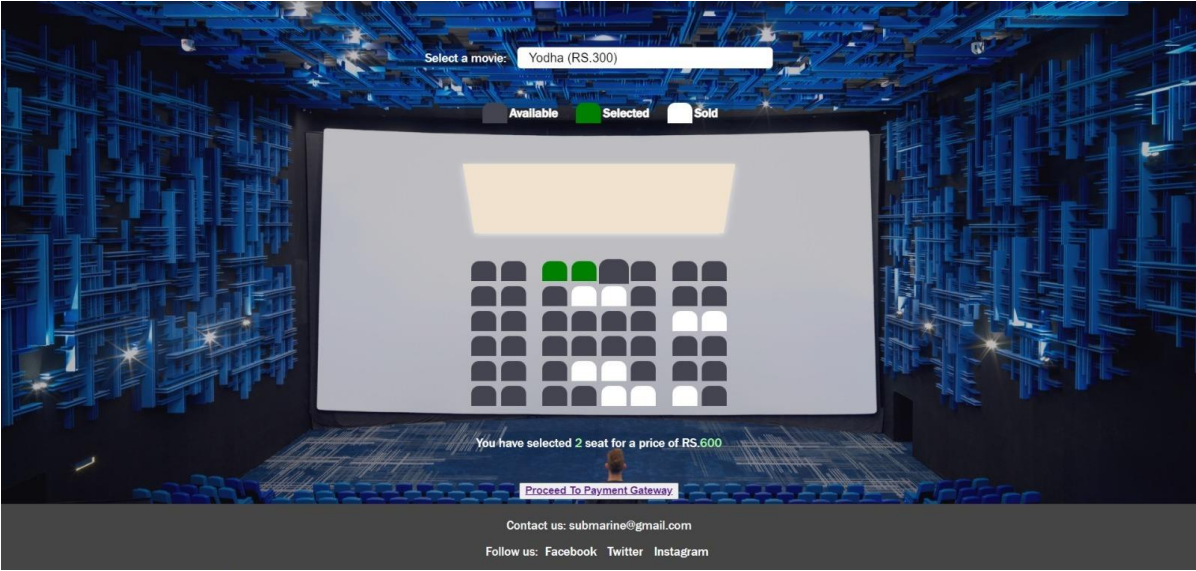 Select a movie: Yodha (RS.300)
Available Selected Sold
You have selected 2 seat for a price of RS.600
Proceed To Payment Gateway
Contact us: submarine@gmail.com
Follow us: Facebook Twitter Instagram